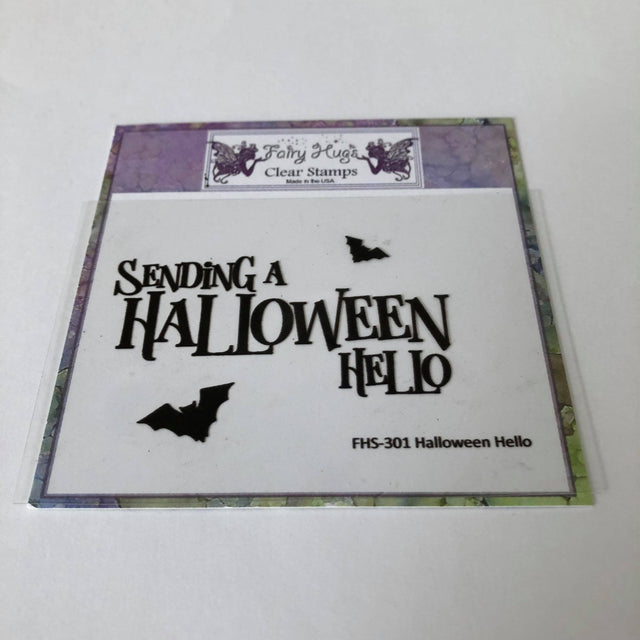 Fairy Hugs
Clear Stamps
Made in the USA
SENDiNG A
HALLOWEEN
HELLO
FHS-301 Halloween Hello